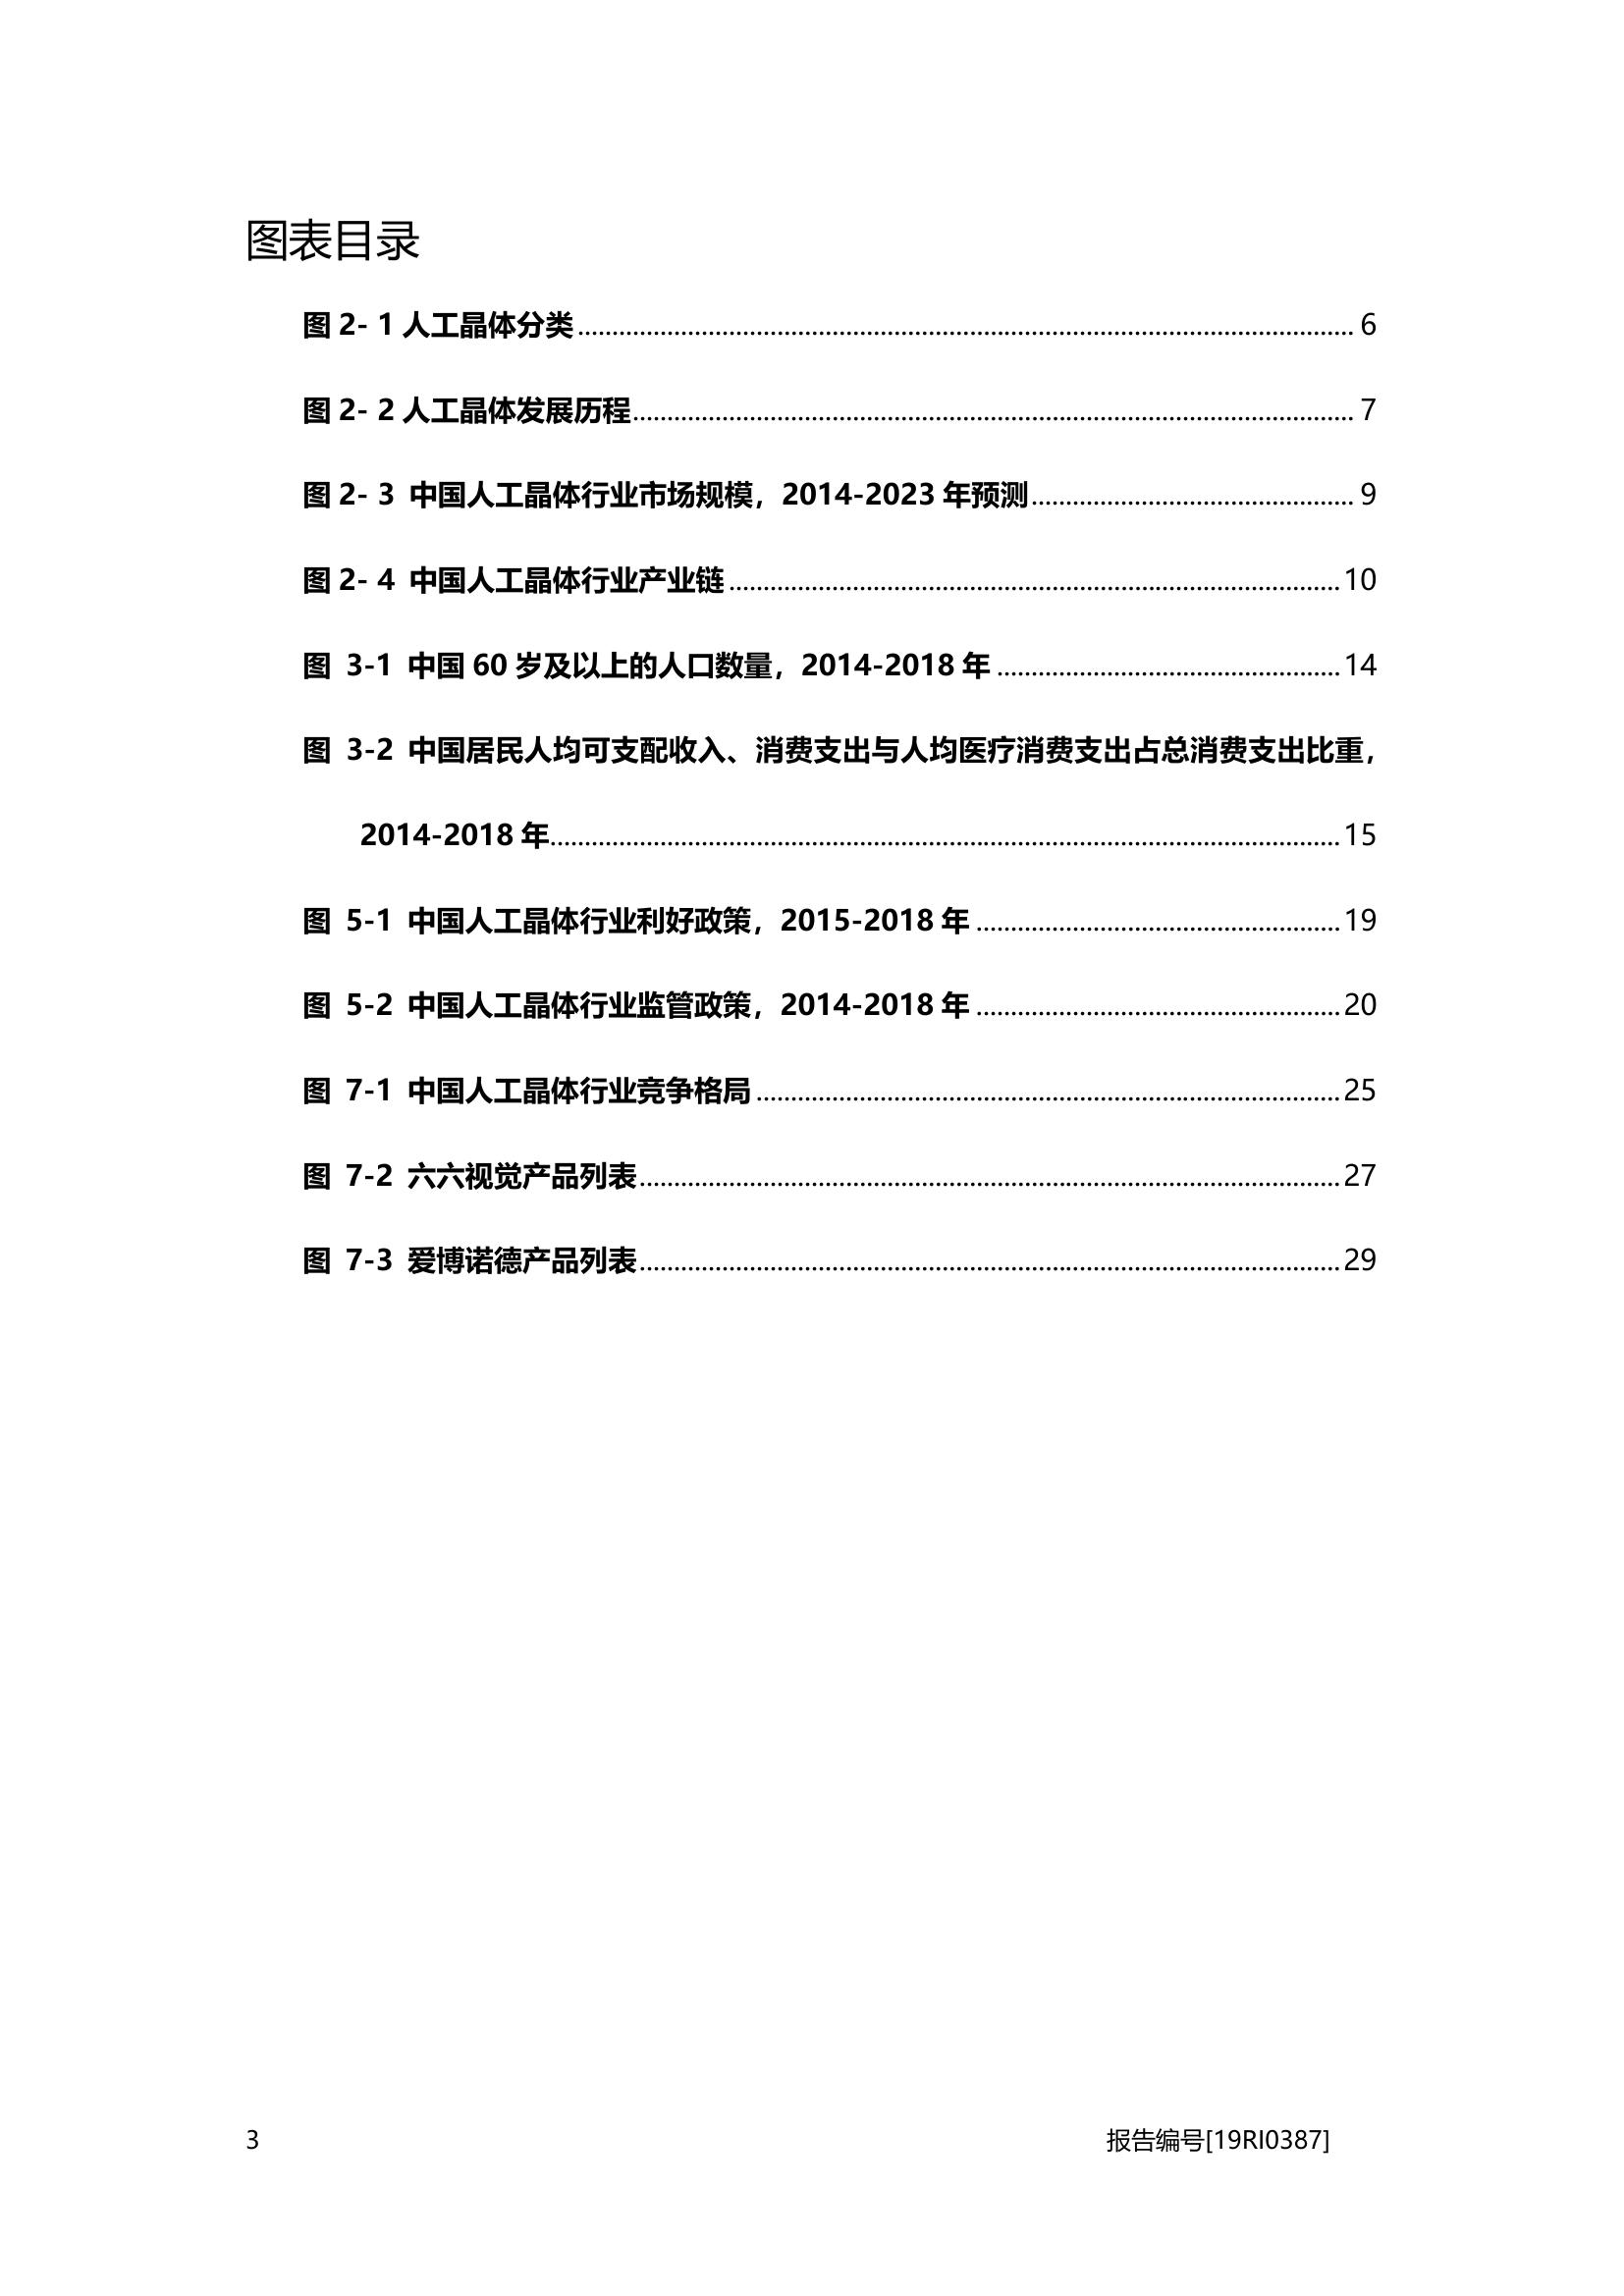 图表目录
图 2- 1 人工晶体分类........................................ 6
图 2- 2 人工晶体发展历程........................................ 7
图 2- 3 中国人工晶体行业市场规模，2014-2023 年预测........................................ 9
图 2- 4 中国人工晶体行业产业链........................................ 10
图 3-1 中国 60 岁及以上的人口数量，2014-2018 年........................................ 14
图 3-2 中国居民人均可支配收入、消费支出与人均医疗消费支出占总消费支出比重，
2014-2018 年........................................ 15
图 5-1 中国人工晶体行业利好政策，2015-2018 年........................................ 19
图 5-2 中国人工晶体行业监管政策，2014-2018 年........................................ 20
图 7-1 中国人工晶体行业竞争格局........................................ 25
图 7-2 六六视觉产品列表........................................ 27
图 7-3 爱博诺德产品列表........................................ 29
3 报告编号[19RI0387]